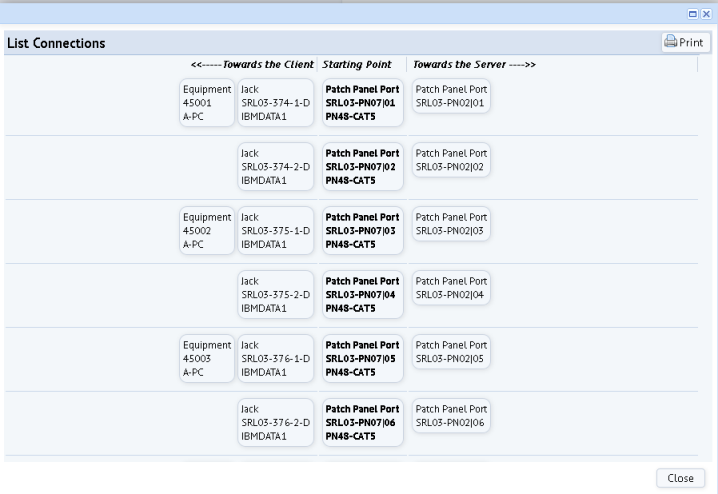 List Connections
Print
<<-----Towards the Client
Starting Point
Towards the Server ---->>
Equipment
45001
A-PC
Jack
SRL03-374-1-D
IBMDATA1
Patch Panel Port
SRL03-PN07|01
PN48-CAT5
Patch Panel Port
SRL03-PN02|01
Jack
SRL03-374-2-D
IBMDATA1
Patch Panel Port
SRL03-PN07|02
PN48-CAT5
Patch Panel Port
SRL03-PN02|02
Equipment
45002
A-PC
Jack
SRL03-375-1-D
IBMDATA1
Patch Panel Port
SRL03-PN07|03
PN48-CAT5
Patch Panel Port
SRL03-PN02|03
Jack
SRL03-375-2-D
IBMDATA1
Patch Panel Port
SRL03-PN07|04
PN48-CAT5
Patch Panel Port
SRL03-PN02|04
Equipment
45003
A-PC
Jack
SRL03-376-1-D
IBMDATA1
Patch Panel Port
SRL03-PN07|05
PN48-CAT5
Patch Panel Port
SRL03-PN02|05
Jack
SRL03-376-2-D
IBMDATA1
Patch Panel Port
SRL03-PN07|06
PN48-CAT5
Patch Panel Port
SRL03-PN02|06
Close